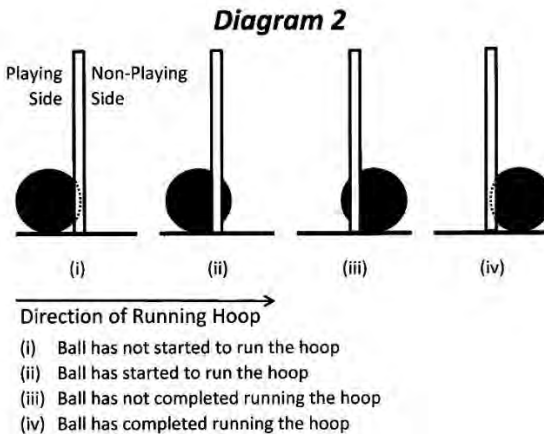 Diagram 2
Playing Non-Playing
Side Side
(i) (ii) (iii) (iv)
Direction of Running Hoop
(i) Ball has not started to run the hoop
(ii) Ball has started to run the hoop
(iii) Ball has not completed running the hoop
(iv) Ball has completed running the hoop